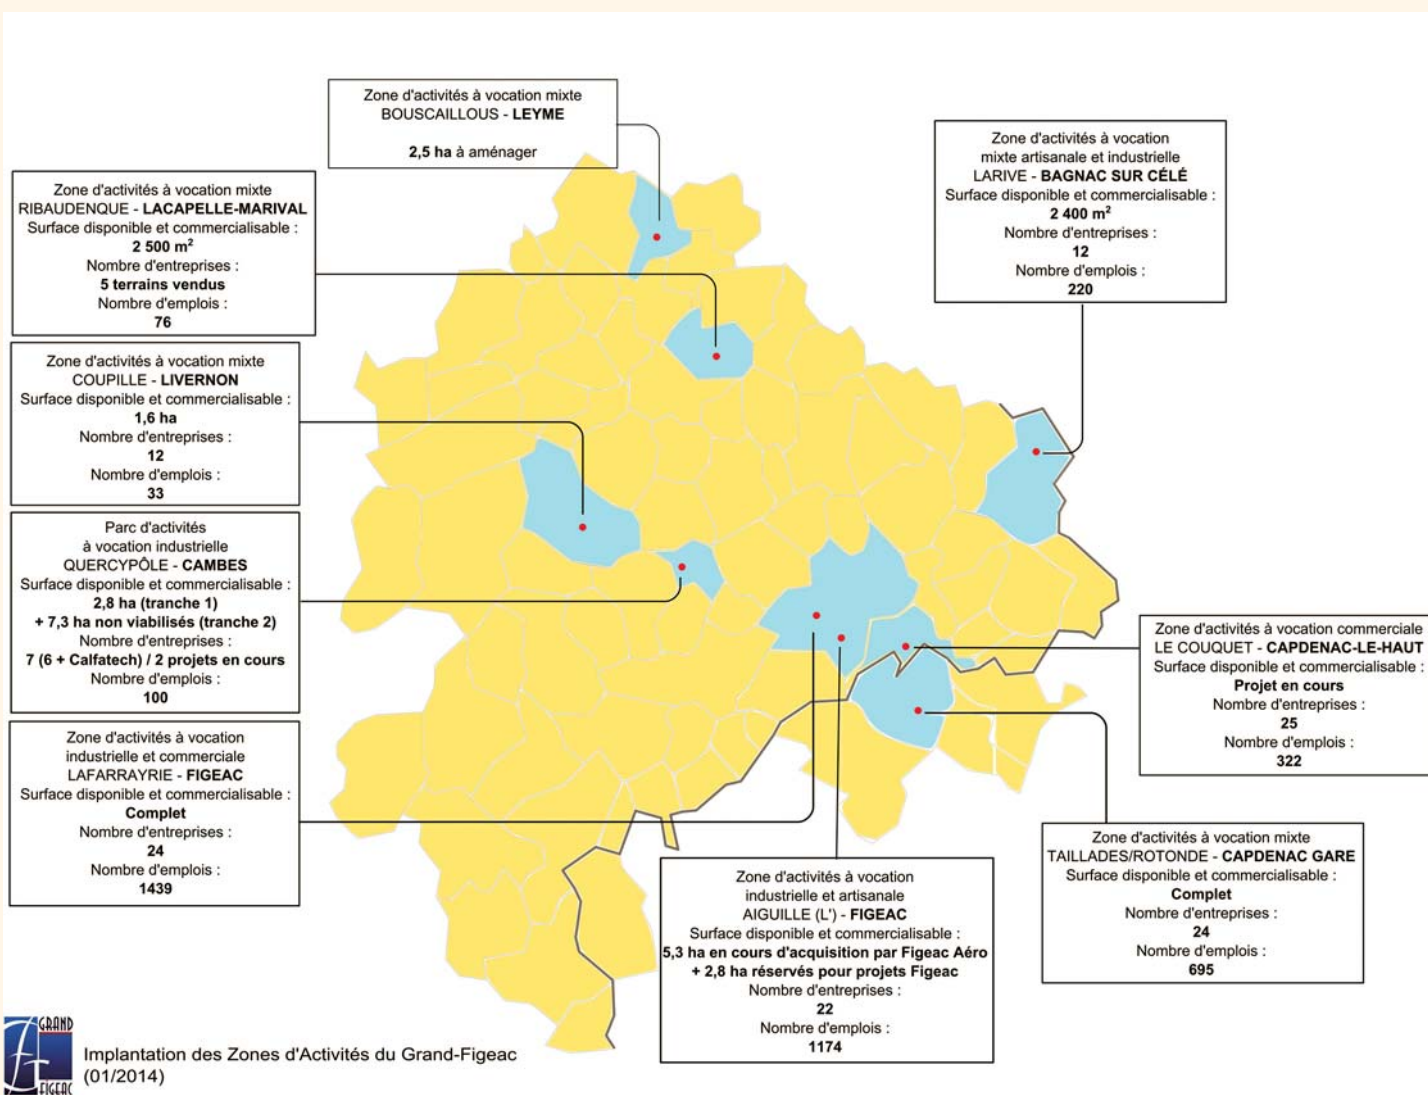 Zone d'activités à vocation mixte
BOUSCAILLOUS - LEYME
2,5 ha à aménager
Zone d'activités à vocation
mixte artisanale et industrielle
LARIVE - BAGNAC SUR CÉLÉ
Surface disponible et commercialisable :
2 400 m²
Nombre d'entreprises :
12
Nombre d'emplois :
220
Zone d'activités à vocation mixte
RIBAUDENQUE - LACAPELLE-MARIVAL
Surface disponible et commercialisable :
2 500 m²
Nombre d'entreprises :
5 terrains vendus
Nombre d'emplois :
76
Zone d'activités à vocation mixte
COUPILLE - LIVERNON
Surface disponible et commercialisable :
1,6 ha
Nombre d'entreprises :
12
Nombre d'emplois :
33
Parc d'activités
à vocation industrielle
QUERCYPÔLE - CAMBES
Surface disponible et commercialisable :
2,8 ha (tranche 1)
+ 7,3 ha non viabilisés (tranche 2)
Nombre d'entreprises :
7 (6 + Calfatech) / 2 projets en cours
Nombre d'emplois :
100
Zone d'activités à vocation commerciale
LE COUQUET - CAPDENAC-LE-HAUT
Surface disponible et commercialisable :
Projet en cours
Nombre d'entreprises :
25
Nombre d'emplois :
322
Zone d'activités à vocation
industrielle et commerciale
LAFARRAYRIE - FIGEAC
Surface disponible et commercialisable :
Complet
Nombre d'entreprises :
24
Nombre d'emplois :
1439
Zone d'activités à vocation
industrielle et artisanale
AIGUILLE (L') - FIGEAC
Surface disponible et commercialisable :
5,3 ha en cours d'acquisition par Figeac Aéro
+ 2,8 ha réservés pour projets Figeac
Nombre d'entreprises :
22
Nombre d'emplois :
1174
Zone d'activités à vocation mixte
TAILLADES/ROTONDE - CAPDENAC GARE
Surface disponible et commercialisable :
Complet
Nombre d'entreprises :
24
Nombre d'emplois :
695
GRAND
FIGEAC
Implantation des Zones d'Activités du Grand-Figeac
(01/2014)